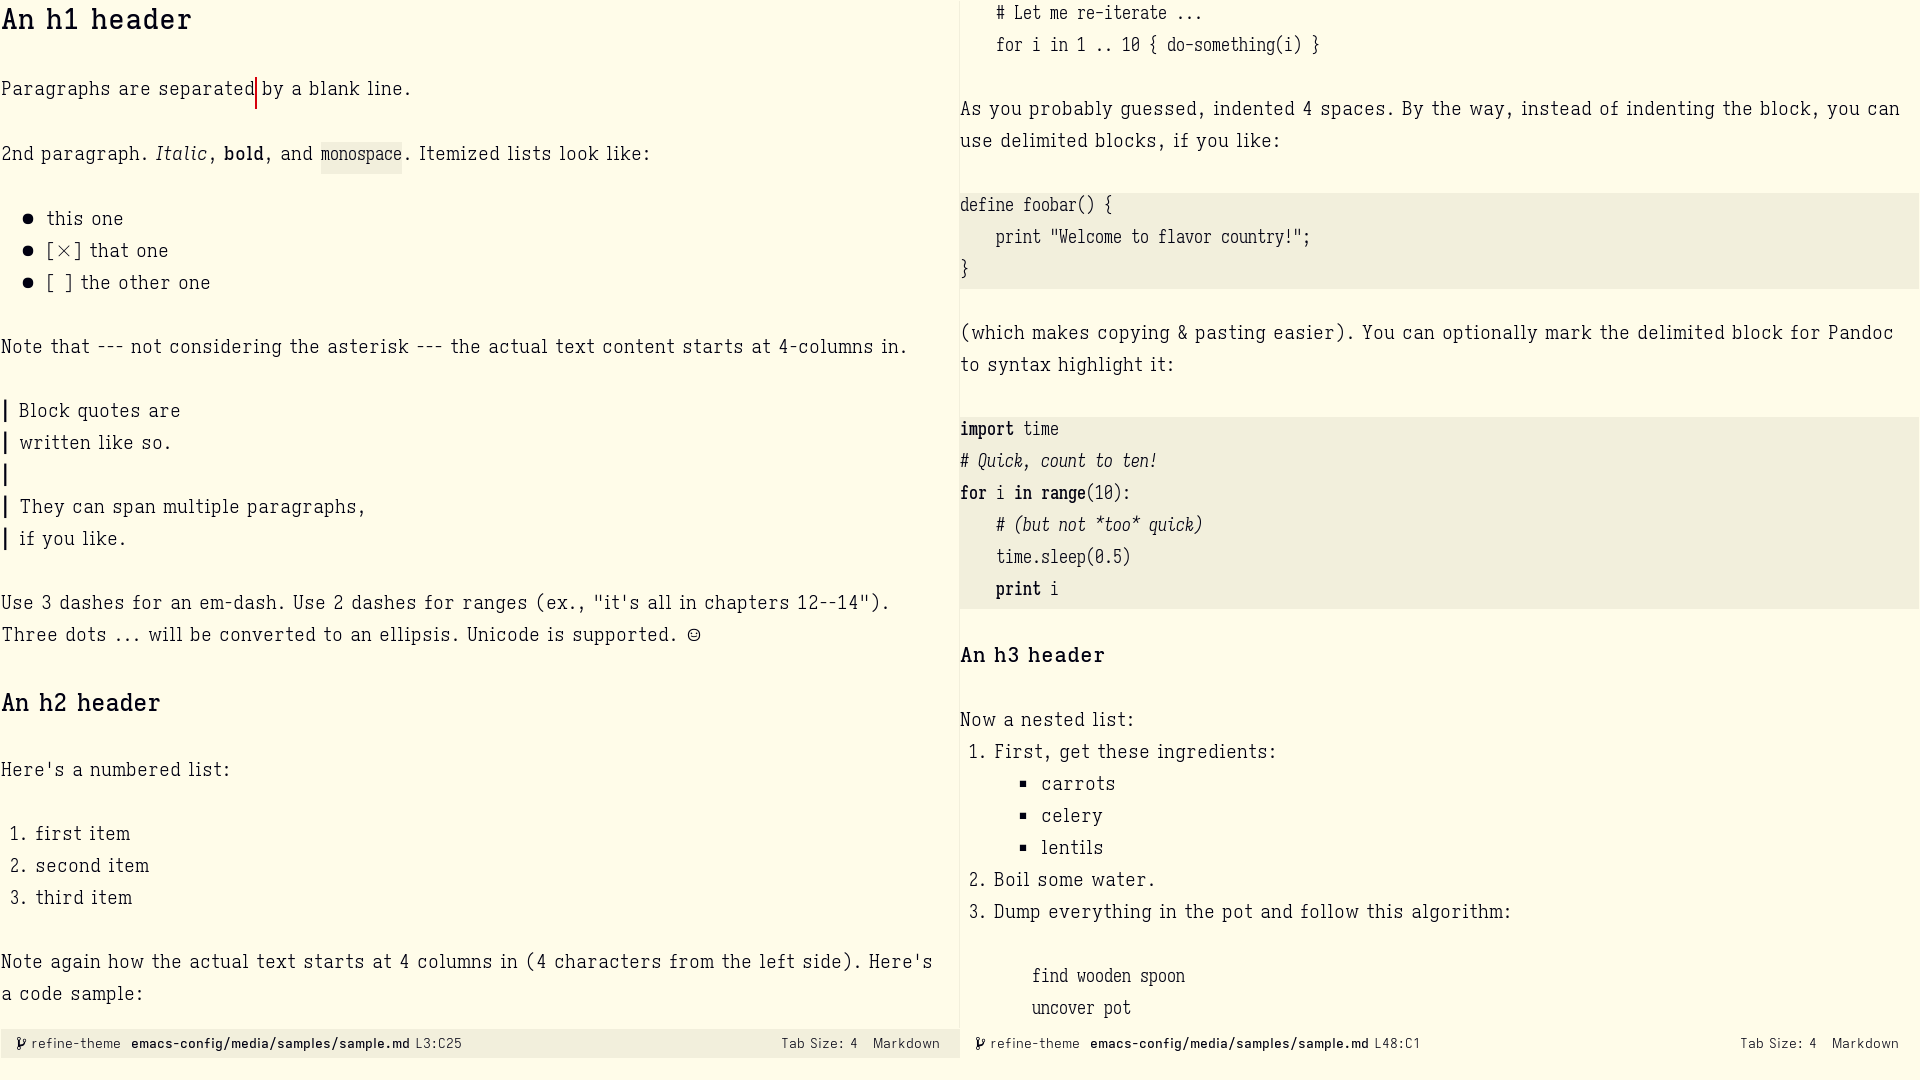 An h1 header
Paragraphs are separated by a blank line.
2nd paragraph. Italic, bold, and monospace. Itemized lists look like:
● this one
● [×] that one
● [ ] the other one
Note that --- not considering the asterisk --- the actual text content starts at 4-columns in.
Block quotes are
written like so.
They can span multiple paragraphs,
if you like.
Use 3 dashes for an em-dash. Use 2 dashes for ranges (ex., "it's all in chapters 12--14").
Three dots ... will be converted to an ellipsis. Unicode is supported. ☺
An h2 header
Here's a numbered list:
1. first item
2. second item
3. third item
Note again how the actual text starts at 4 columns in (4 characters from the left side). Here's
a code sample:
refine-theme emacs-config/media/samples/sample.md L3:C25 Tab Size: 4 Markdown
# Let me re-iterate ...
for i in 1 .. 10 { do-something(i) }
As you probably guessed, indented 4 spaces. By the way, instead of indenting the block, you can
use delimited blocks, if you like:
define foobar() {
    print "Welcome to flavor country!";
}
(which makes copying & pasting easier). You can optionally mark the delimited block for Pandoc
to syntax highlight it:
import time
# Quick, count to ten!
for i in range(10):
    # (but not *too* quick)
    time.sleep(0.5)
    print i
An h3 header
Now a nested list:
1. First, get these ingredients:
▪ carrots
▪ celery
▪ lentils
2. Boil some water.
3. Dump everything in the pot and follow this algorithm:
find wooden spoon
uncover pot
refine-theme emacs-config/media/samples/sample.md L48:C1 Tab Size: 4 Markdown